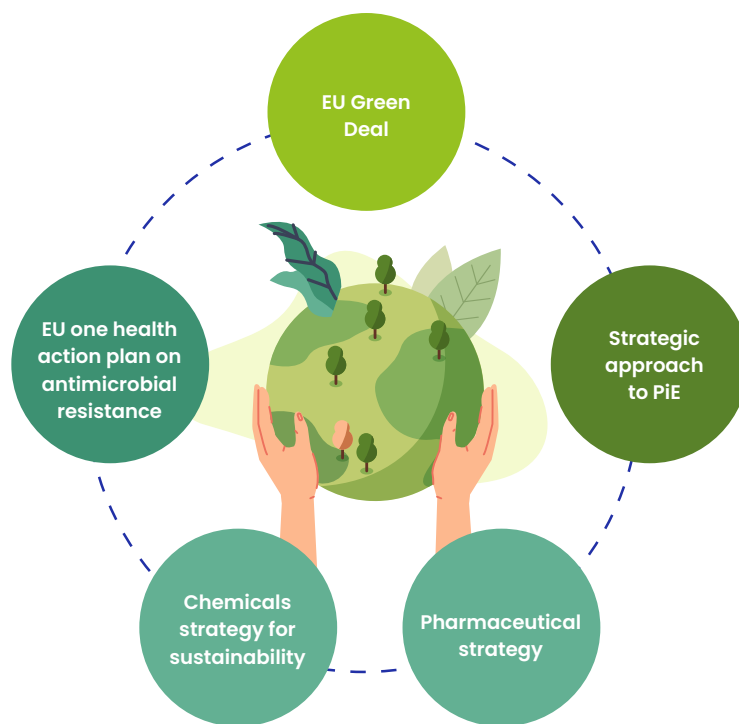 EU Green
Deal
EU one health
action plan on
antimicrobial
resistance
Strategic
approach
to PiE
Chemicals
strategy for
sustainability
Pharmaceutical
strategy